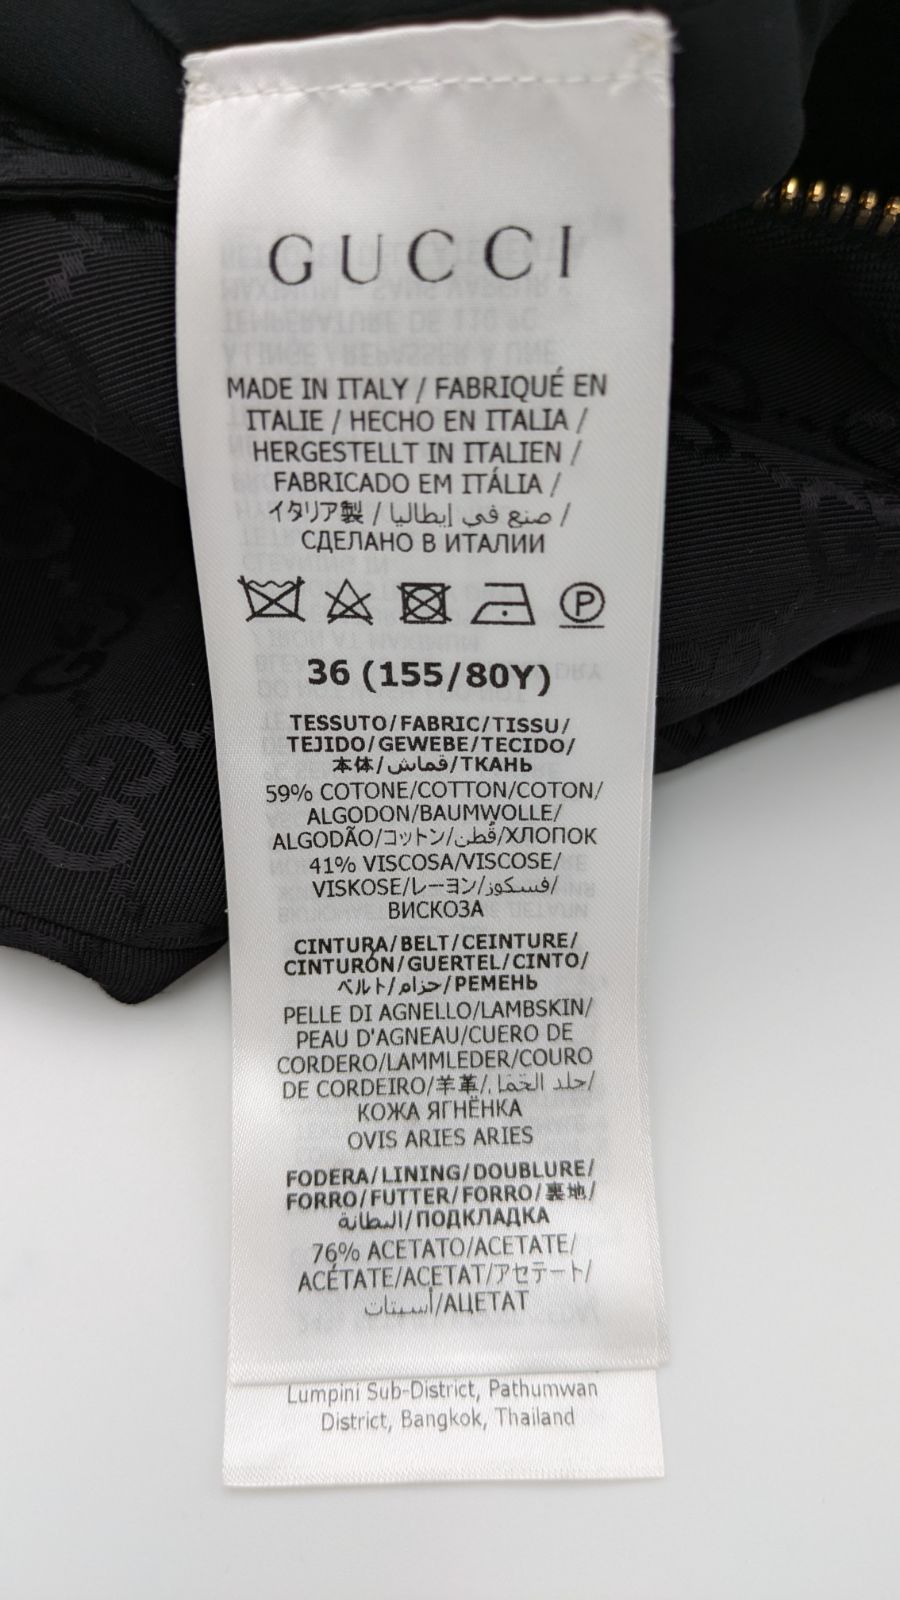 GUCCI
MADE IN ITALY / FABRIQUÉ EN
ITALIE / HECHO EN ITALIA /
HERGESTELLT IN ITALIEN /
FABRICADO EM ITÁLIA /
イタリア製 / صنع في إيطاليا /
СДЕЛАНО В ИТАЛИИ
P
36 (155/80Y)
TESSUTO/FABRIC/TISSU/
TEJIDO/GEWEBE/TECIDO/
本体/قماش/ТКАНЬ
59% COTONE/COTTON/COTON/
ALGODON/BAUMWOLLE/
ALGODÃO/コットン/قُطن/ХЛОПОК
41% VISCOSA/VISCOSE/
VISKOSE/レーヨン/فسكوز/
ВИСКОЗА
CINTURA/BELT/CEINTURE/
CINTURÓN/GUERTEL/CINTO/
ベルト/حزام/РЕМЕНЬ
PELLE DI AGNELLO/LAMBSKIN/
PEAU D'AGNEAU/CUERO DE
CORDERO/LAMMLEDER/COURO
DE CORDEIRO/羊革/جلد/
КОЖА ЯГНЁНКА
OVIS ARIES ARIES
FODERA/LINING/DOUBLURE/
FORRO/FUTTER/FORRO/裏地/
البطانة/ПОДКЛАДКА
76% ACETATO/ACETATE/
ACÉTATE/ACETAT/アセテート/
أسيتات/АЦЕТАТ
Lumpini Sub-District, Pathumwan
District, Bangkok, Thailand